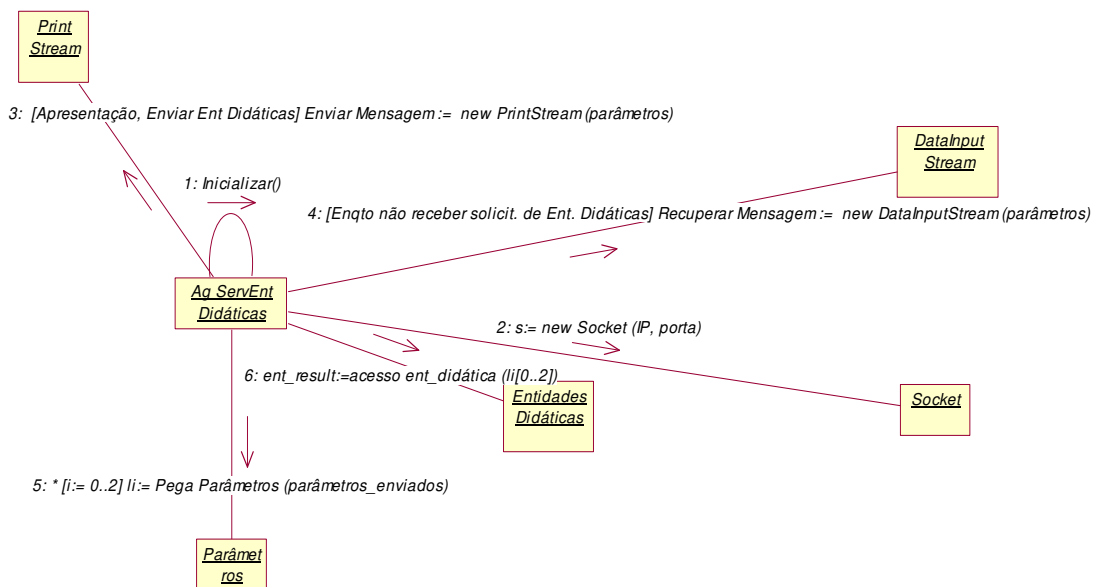 Print
Stream
3: [Apresentação, Enviar Ent Didáticas] Enviar Mensagem := new PrintStream (parâmetros)
DataInput
Stream
1: Inicializar()
4: [Enqto não receber solicit. de Ent. Didáticas] Recuperar Mensagem := new DataInputStream (parâmetros)
Ag ServEnt
Didáticas
2: s:= new Socket (IP, porta)
6: ent_result:=acesso ent_didática (li[0..2])
Entidades
Didáticas
Socket
5: * [i:= 0..2] li:= Pega Parâmetros (parâmetros_enviados)
Parâmet
ros